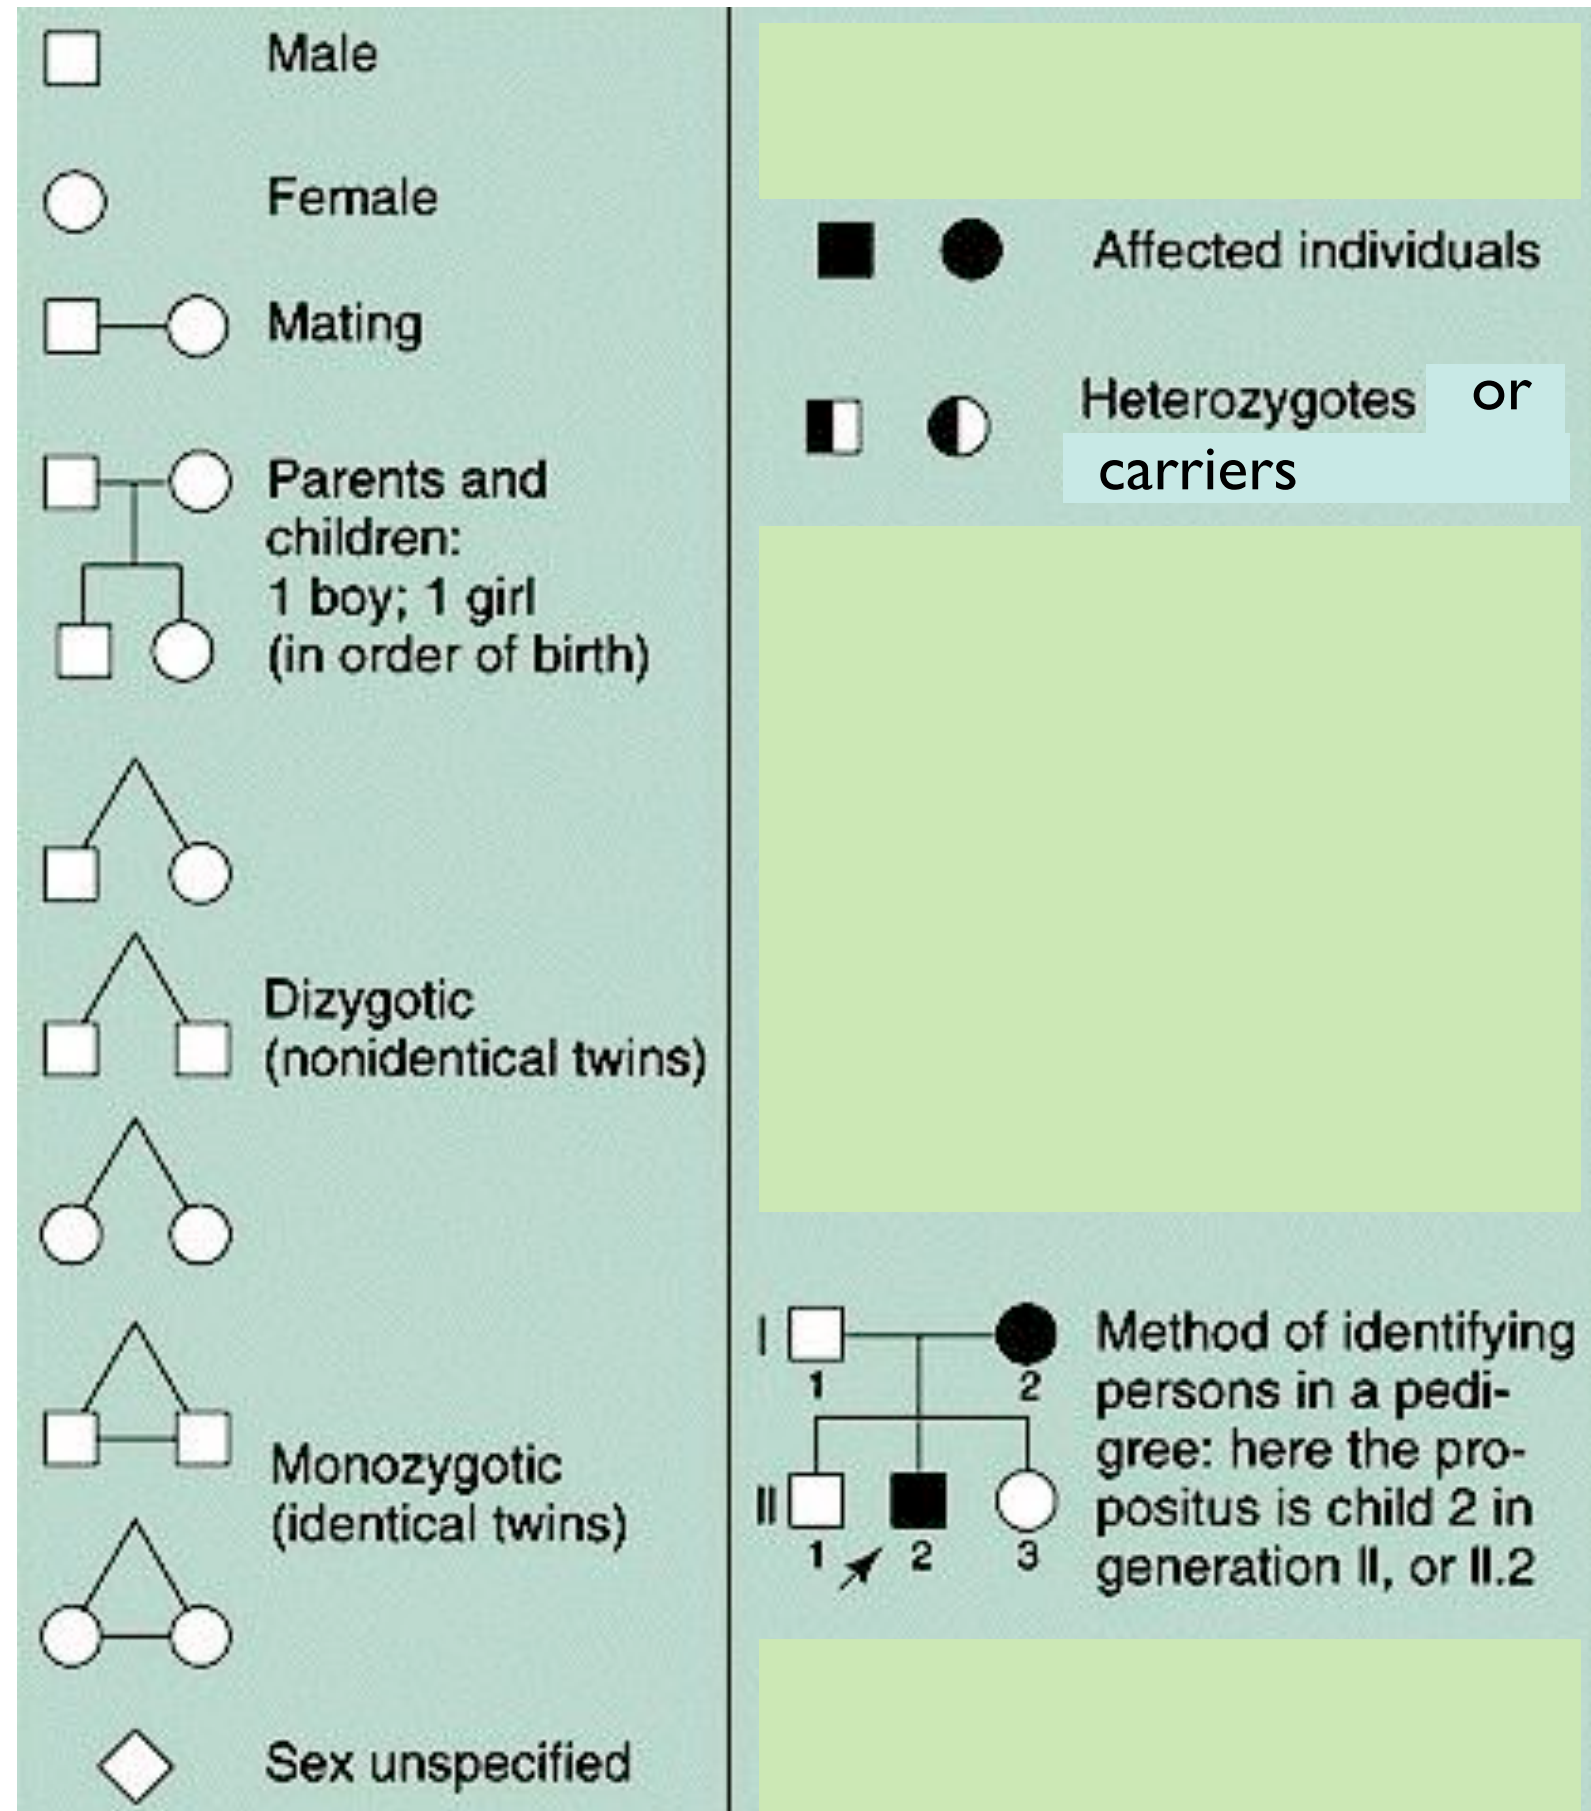 Male
Female
Mating
Parents and
children:
1 boy; 1 girl
(in order of birth)
Dizygotic
(nonidentical twins)
Monozygotic
(identical twins)
Sex unspecified
Affected individuals
Heterozygotes or
carriers
I
1 2
Method of identifying
persons in a pedi-
gree: here the pro-
positus is child 2 in
generation II, or II.2
II
1 2 3